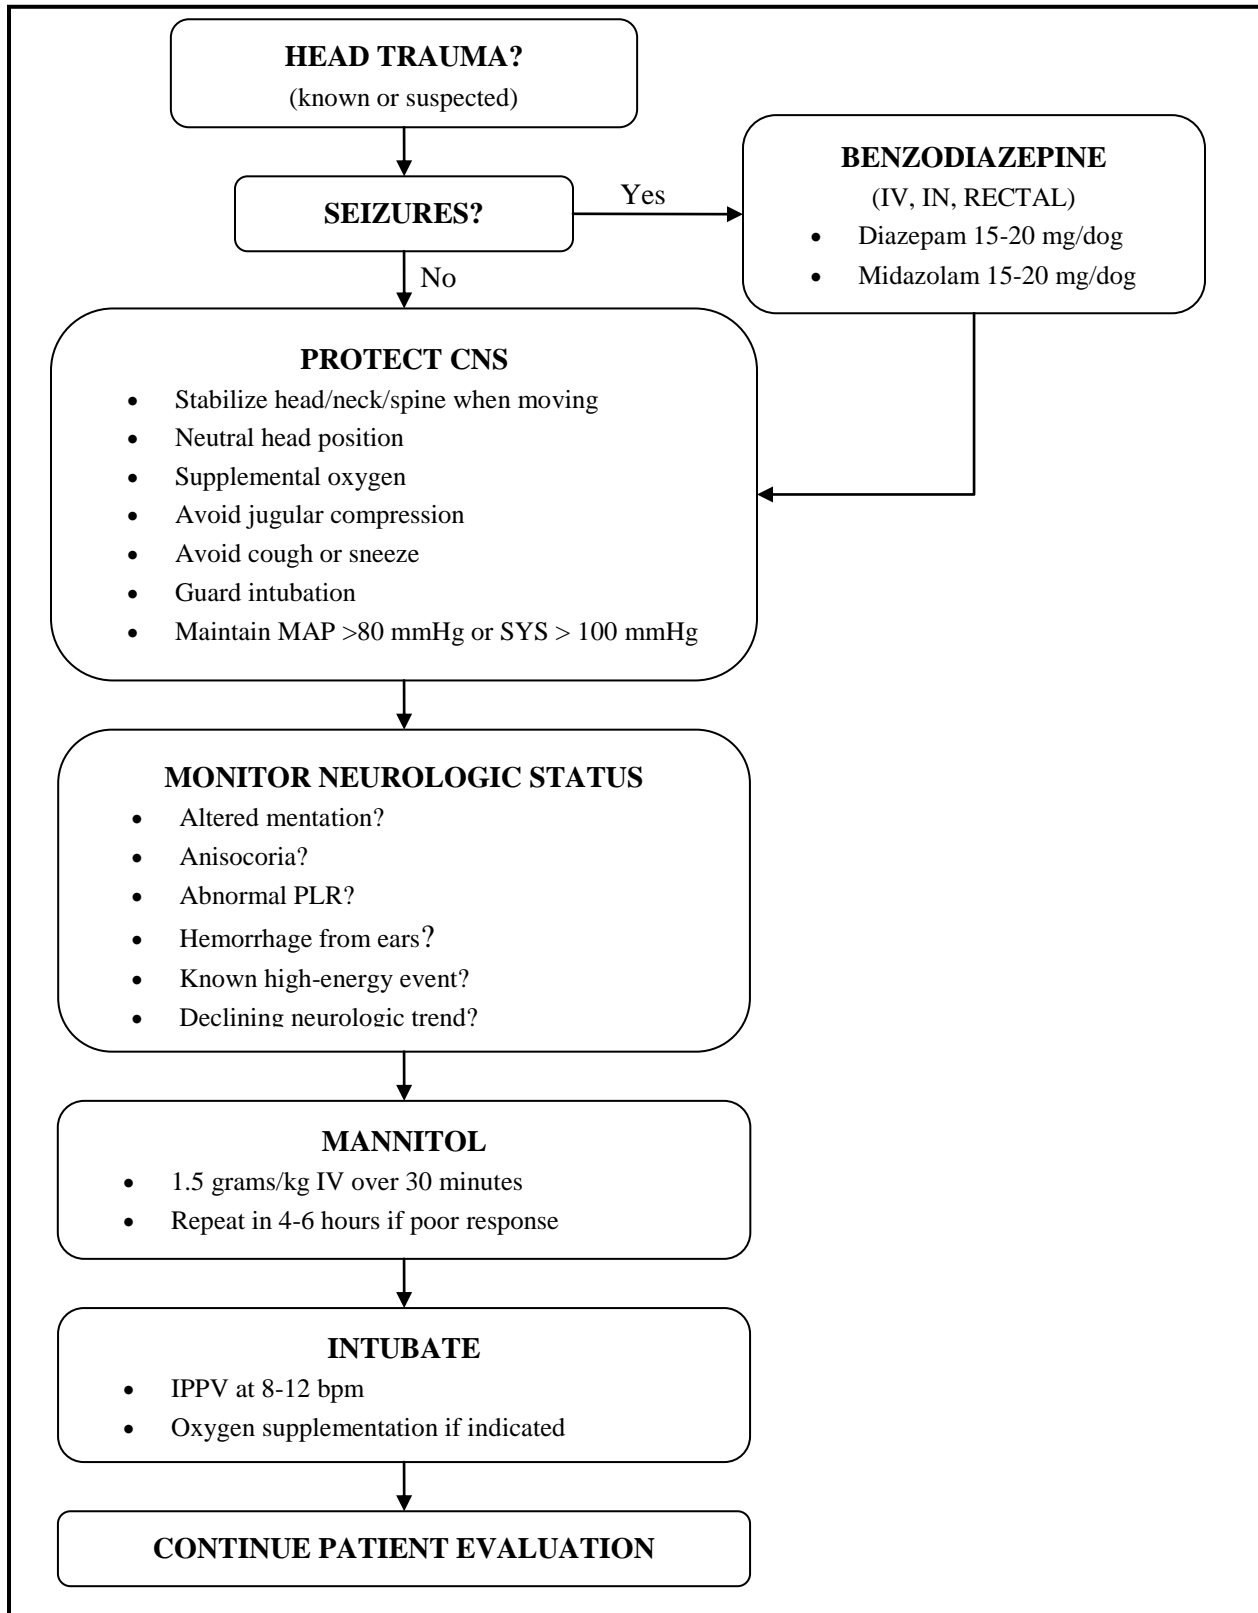 HEAD TRAUMA?
(known or suspected)
SEIZURES?
Yes
No
BENZODIAZEPINE
(IV, IN, RECTAL)
• Diazepam 15-20 mg/dog
• Midazolam 15-20 mg/dog
PROTECT CNS
• Stabilize head/neck/spine when moving
• Neutral head position
• Supplemental oxygen
• Avoid jugular compression
• Avoid cough or sneeze
• Guard intubation
• Maintain MAP >80 mmHg or SYS > 100 mmHg
MONITOR NEUROLOGIC STATUS
• Altered mentation?
• Anisocoria?
• Abnormal PLR?
• Hemorrhage from ears?
• Known high-energy event?
• Declining neurologic trend?
MANNITOL
• 1.5 grams/kg IV over 30 minutes
• Repeat in 4-6 hours if poor response
INTUBATE
• IPPV at 8-12 bpm
• Oxygen supplementation if indicated
CONTINUE PATIENT EVALUATION